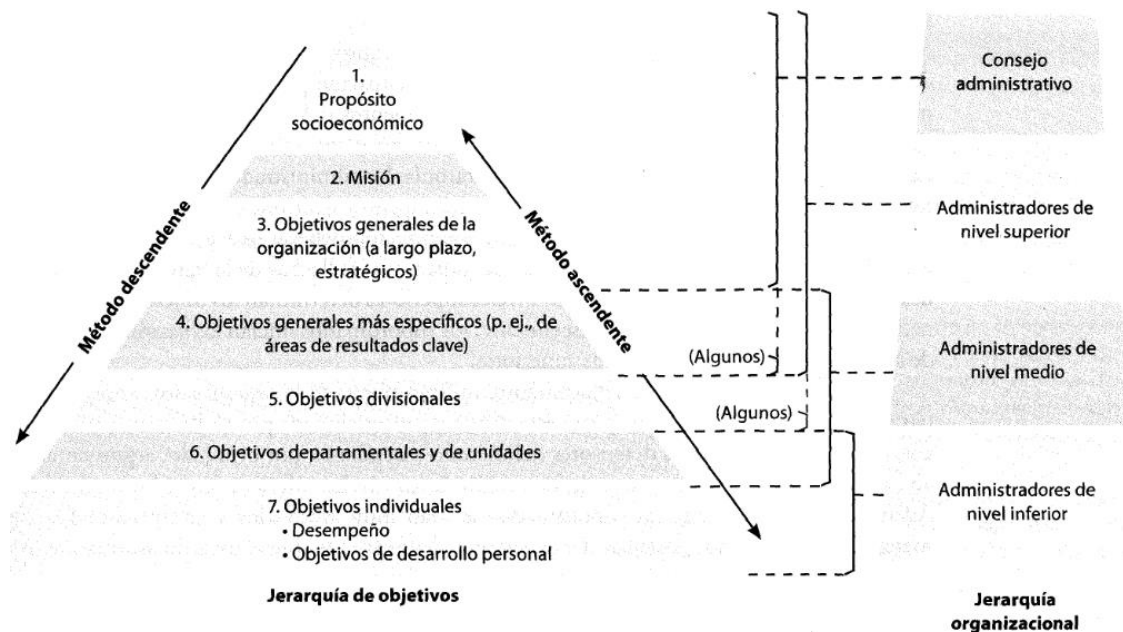 1.
Propósito
socioeconómico
2. Misión
3. Objetivos generales de la
organización (a largo plazo,
estratégicos)
4. Objetivos generales más específicos (p. ej., de
áreas de resultados clave)
5. Objetivos divisionales
6. Objetivos departamentales y de unidades
7. Objetivos individuales
• Desempeño
• Objetivos de desarrollo personal
Método descendente
Método ascendente
Jerarquía de objetivos
(Algunos)
(Algunos)
Consejo
administrativo
Administradores de
nivel superior
Administradores de
nivel medio
Administradores de
nivel inferior
Jerarquía
organizacional